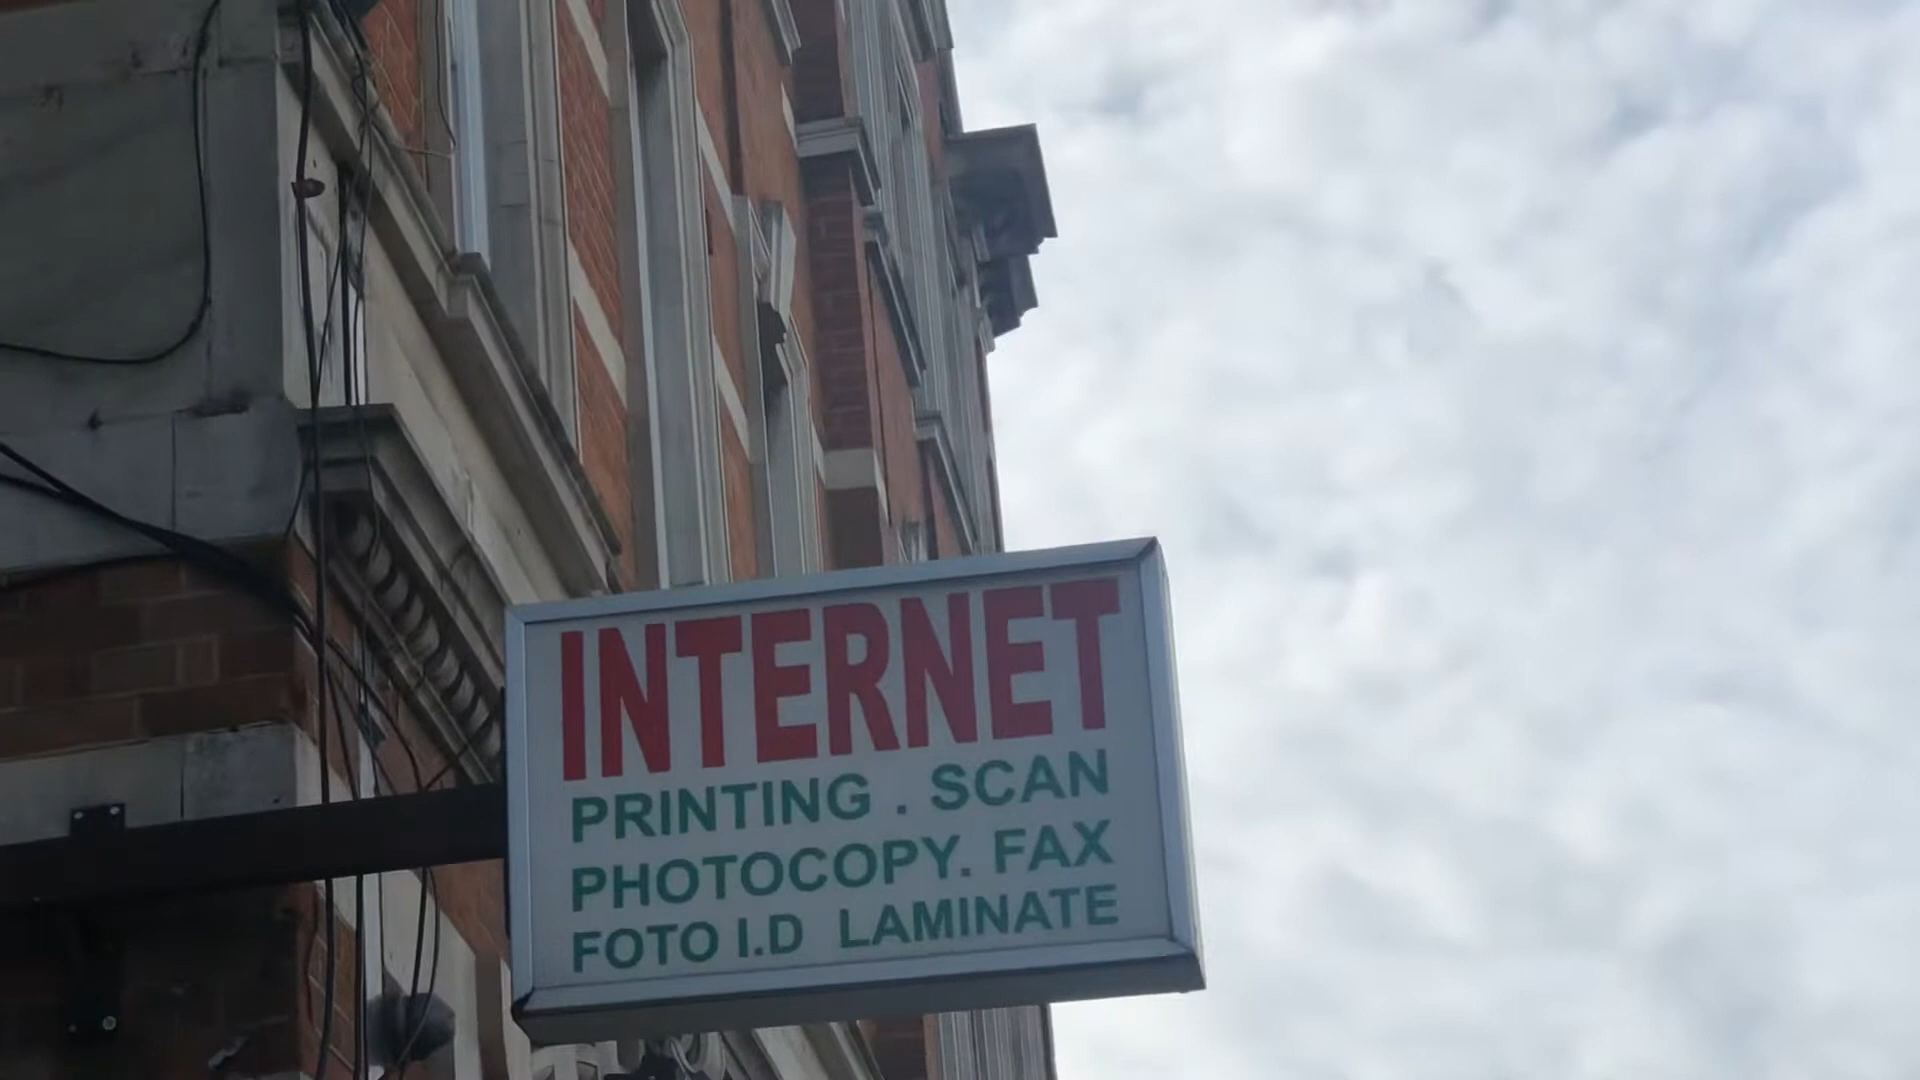 INTERNET
PRINTING . SCAN
PHOTOCOPY. FAX
FOTO I.D LAMINATE